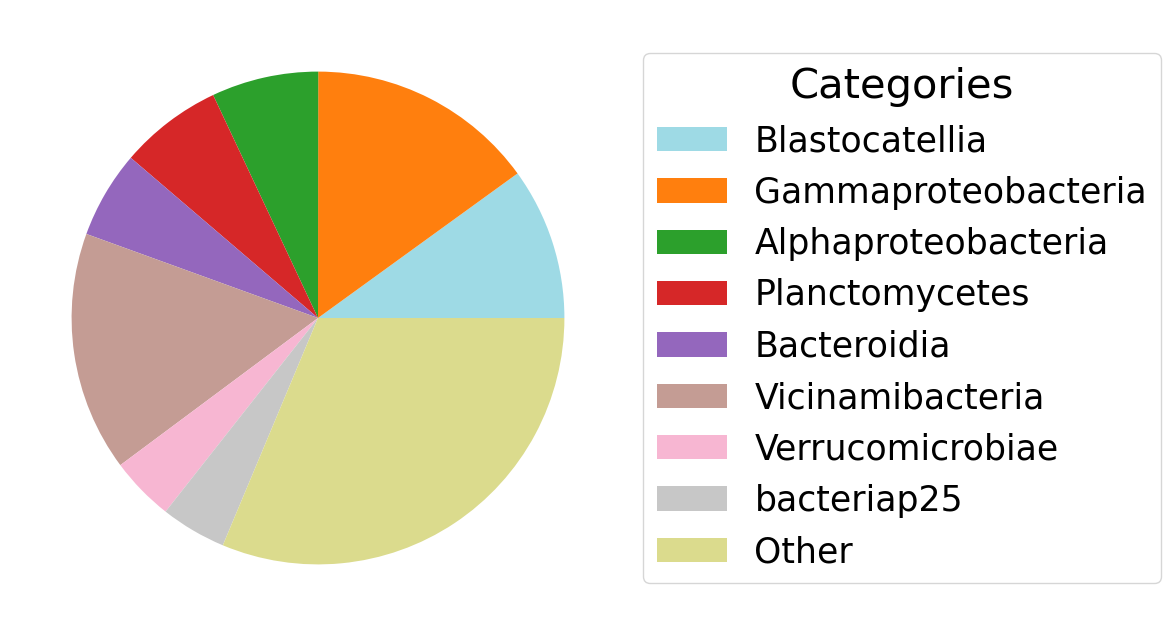 Categories
Blastocatellia
Gammaproteobacteria
Alphaproteobacteria
Planctomycetes
Bacteroidia
Vicinamibacteria
Verrucomicrobiae
bacteriap25
Other